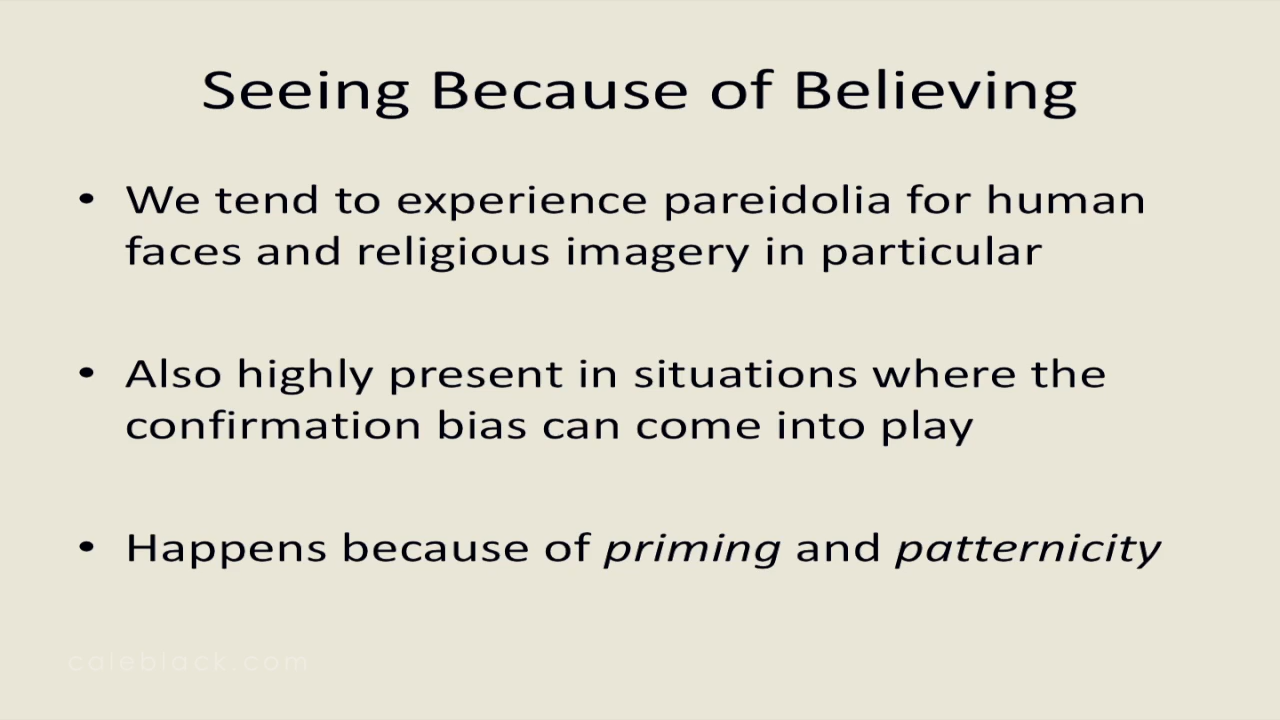 Seeing Because of Believing
• We tend to experience pareidolia for human
faces and religious imagery in particular
• Also highly present in situations where the
confirmation bias can come into play
• Happens because of priming and patternicity
caleblack.com